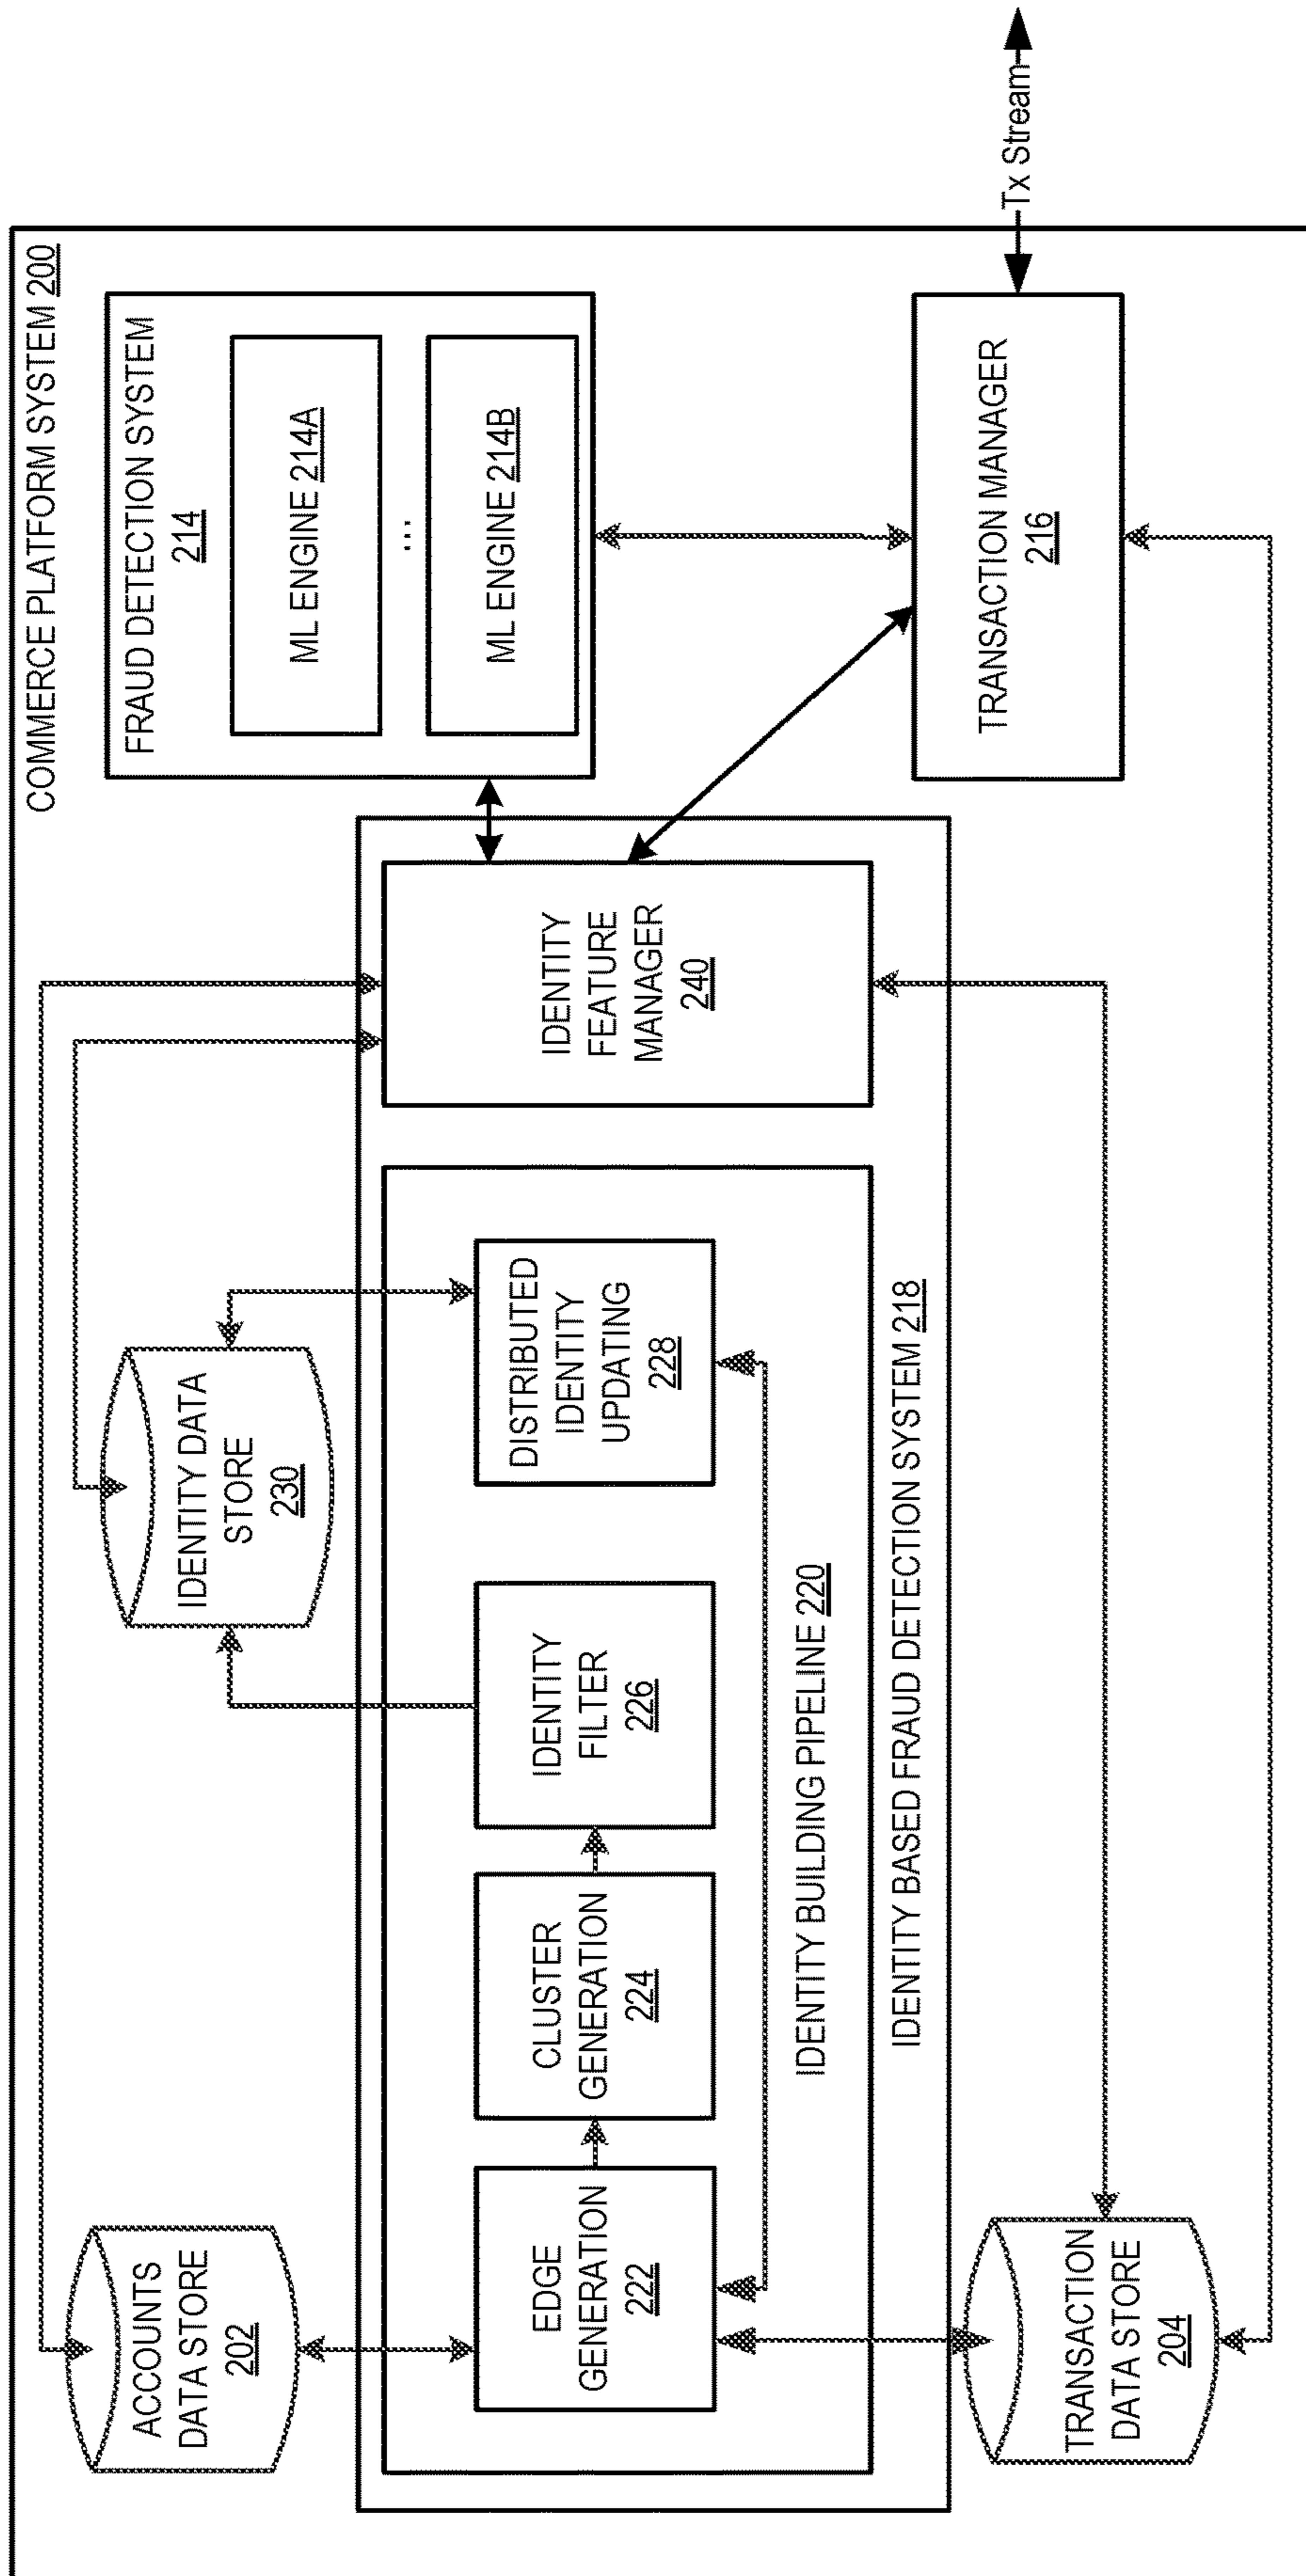 COMMERCE PLATFORM SYSTEM 200
ACCOUNTS
DATA STORE
202
IDENTITY DATA
STORE
230
FRAUD DETECTION SYSTEM
214
ML ENGINE 214A
...
ML ENGINE 214B
EDGE
GENERATION
222
CLUSTER
GENERATION
224
IDENTITY
FILTER
226
DISTRIBUTED
IDENTITY
UPDATING
228
IDENTITY
FEATURE
MANAGER
240
IDENTITY BUILDING PIPELINE 220
IDENTITY BASED FRAUD DETECTION SYSTEM 218
TRANSACTION
DATA STORE
204
TRANSACTION MANAGER
216
Tx Stream